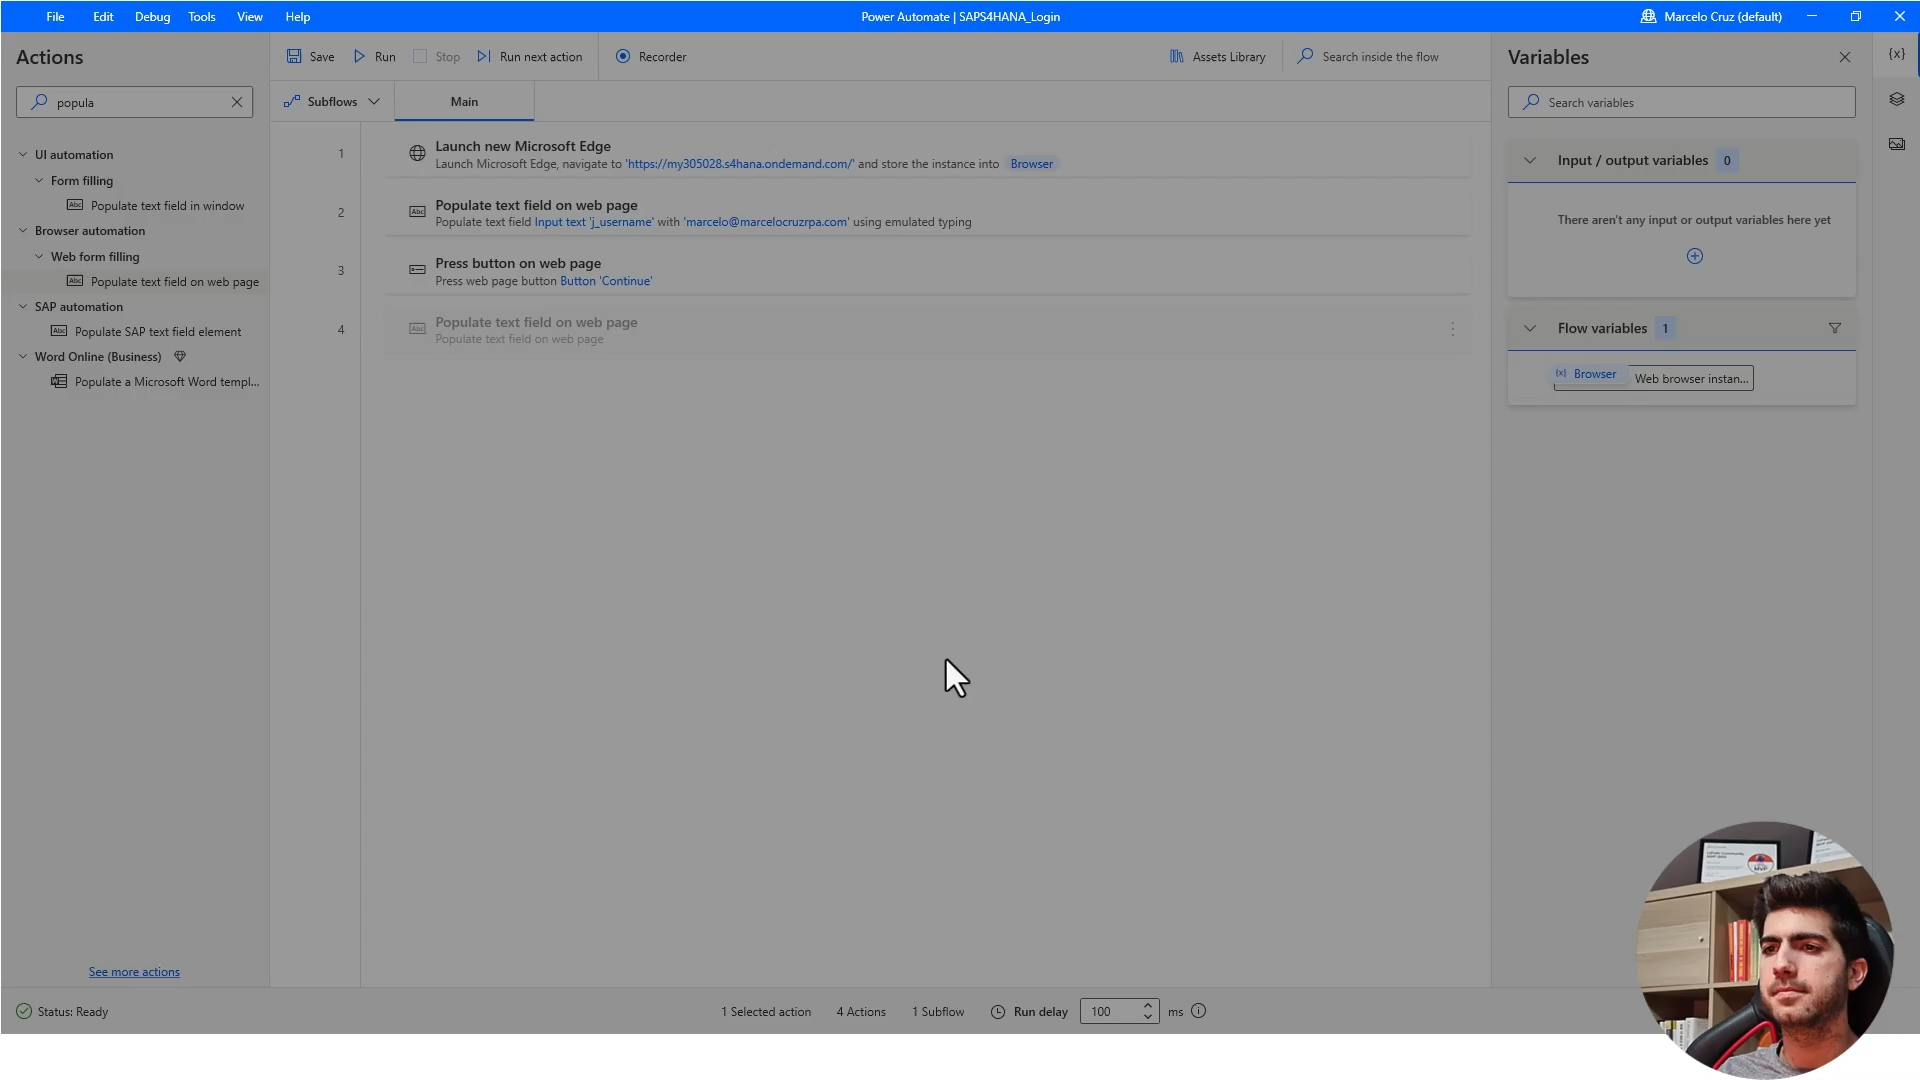 File Edit Debug Tools View Help
Power Automate | SAPS4HANA_Login
Marcelo Cruz (default)
Actions
popula
UI automation
Form filling
Populate text field in window
Browser automation
Web form filling
Populate text field on web page
SAP automation
Populate SAP text field element
Word Online (Business)
Populate a Microsoft Word templ...
See more actions
Save Run Stop Run next action Recorder
Assets Library Search inside the flow
Subflows Main
1 Launch new Microsoft Edge
Launch Microsoft Edge, navigate to 'https://my305028.s4hana.ondemand.com/' and store the instance into Browser
2 Populate text field on web page
Abc Populate text field Input text 'j_username' with 'marcelo@marcelocruzrpa.com' using emulated typing
3 Press button on web page
Press web page button Button 'Continue'
4 Populate text field on web page
Abc Populate text field on web page
Variables
{x}
Search variables
Input / output variables 0
There aren't any input or output variables here yet
Flow variables 1
(x) Browser Web browser instan...
Status: Ready
1 Selected action 4 Actions 1 Subflow Run delay 100 ms
MVP